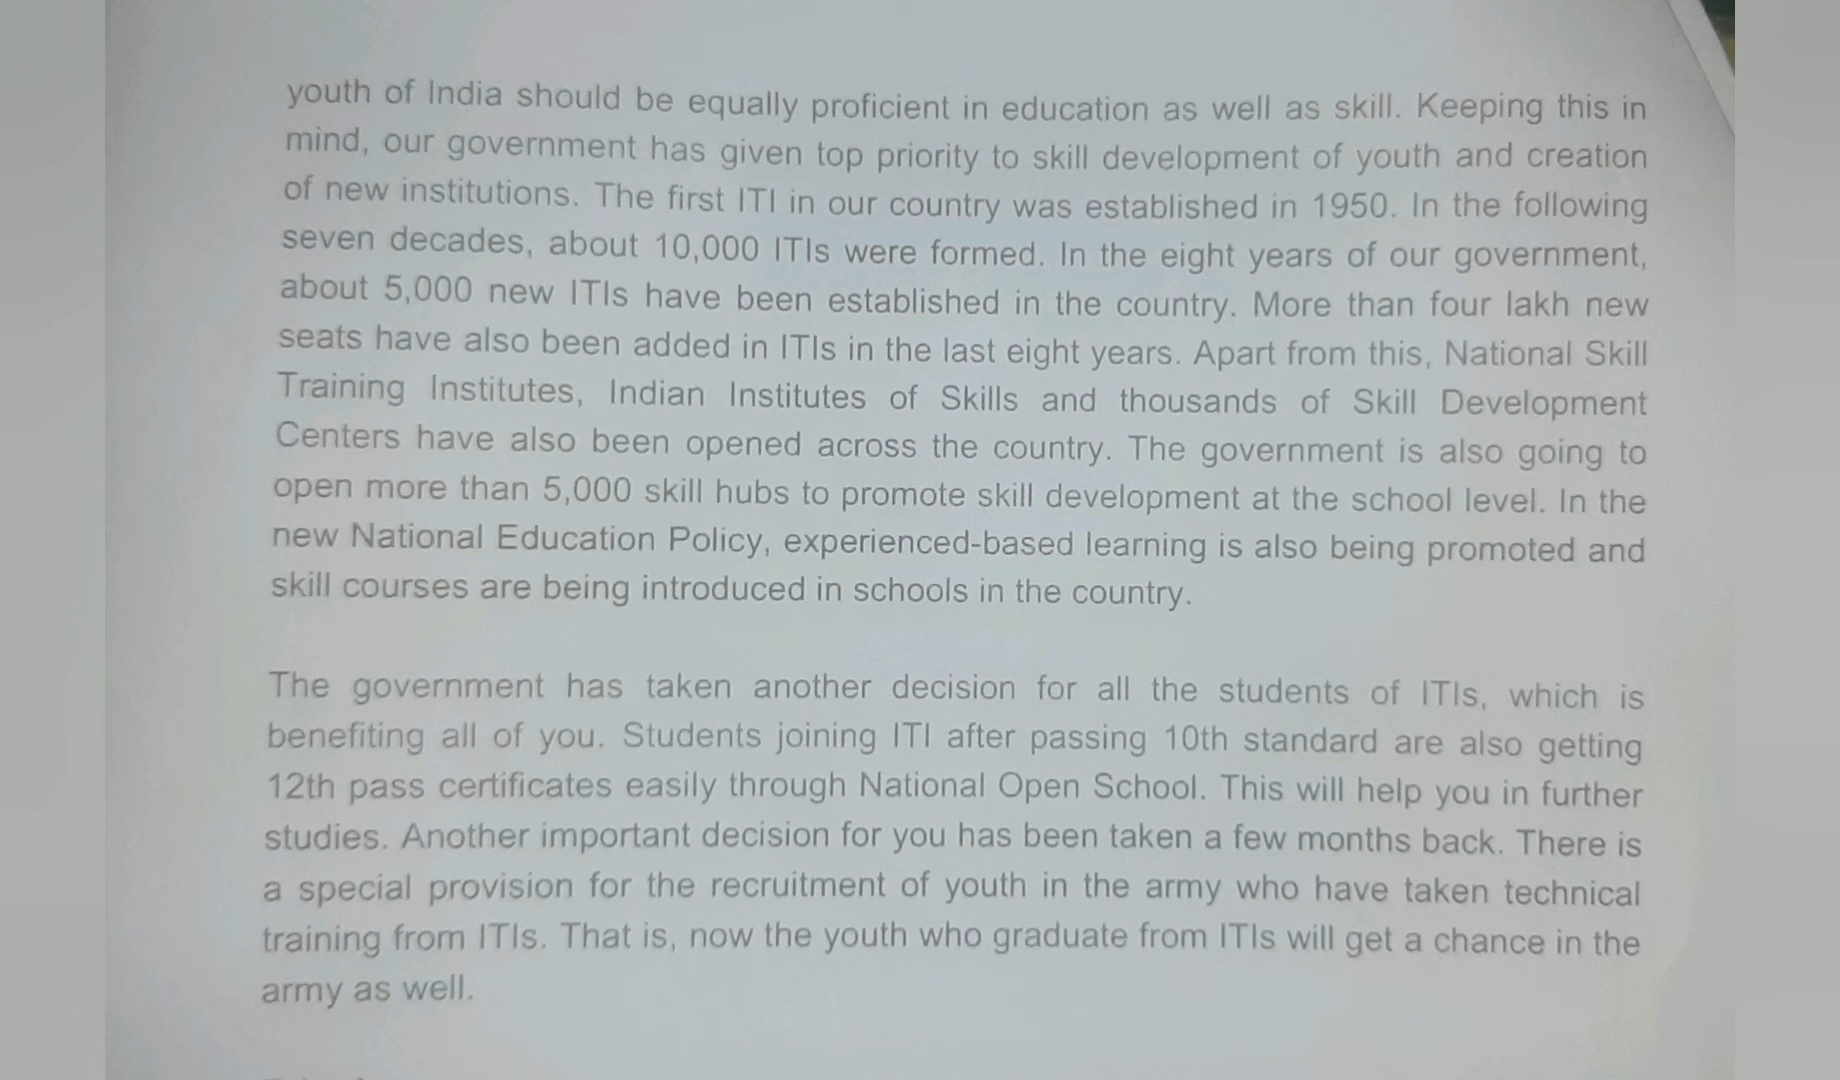 youth of India should be equally proficient in education as well as skill. Keeping this in
mind, our government has given top priority to skill development of youth and creation
of new institutions. The first ITI in our country was established in 1950. In the following
seven decades, about 10,000 ITIs were formed. In the eight years of our government,
about 5,000 new ITIs have been established in the country. More than four lakh new
seats have also been added in ITIs in the last eight years. Apart from this, National Skill
Training Institutes, Indian Institutes of Skills and thousands of Skill Development
Centers have also been opened across the country. The government is also going to
open more than 5,000 skill hubs to promote skill development at the school level. In the
new National Education Policy, experienced-based learning is also being promoted and
skill courses are being introduced in schools in the country.
The government has taken another decision for all the students of ITIs, which is
benefiting all of you. Students joining ITI after passing 10th standard are also getting
12th pass certificates easily through National Open School. This will help you in further
studies. Another important decision for you has been taken a few months back. There is
a special provision for the recruitment of youth in the army who have taken technical
training from ITIs. That is, now the youth who graduate from ITIs will get a chance in the
army as well.